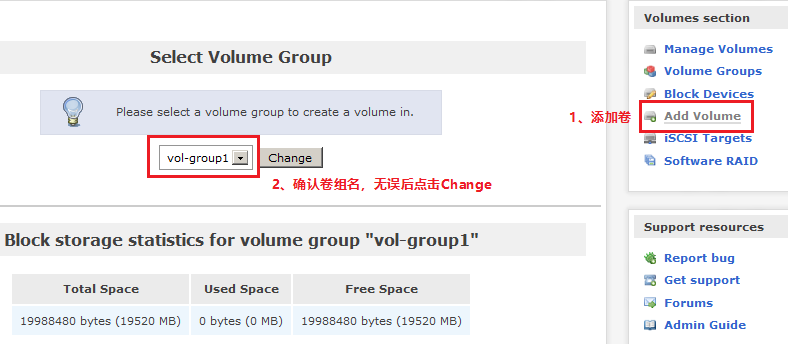 Select Volume Group
Please select a volume group to create a volume in.
vol-group1 Change
2、确认卷组名，无误后点击Change
Block storage statistics for volume group "vol-group1"
Total Space Used Space Free Space
19988480 bytes (19520 MB) 0 bytes (0 MB) 19988480 bytes (19520 MB)
Volumes section
Manage Volumes
Volume Groups
Block Devices
1、添加卷 Add Volume
iSCSI Targets
Software RAID
Support resources
Report bug
Get support
Forums
Admin Guide